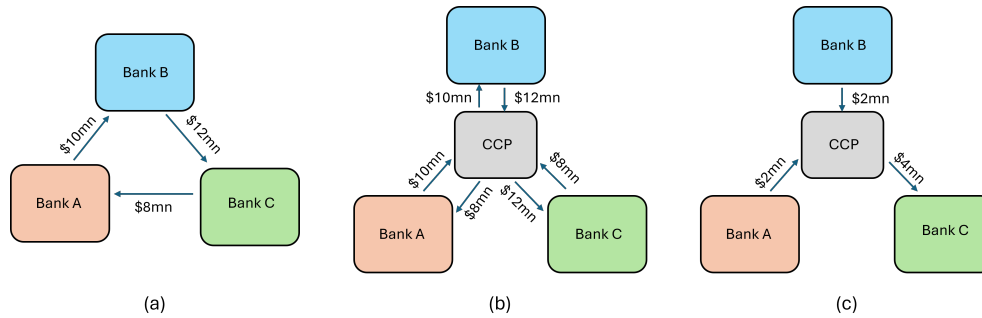 Bank B
$10mn
$12mn
Bank A
$8mn
Bank C
(a)
Bank B
$10mn
$12mn
CCP
$10mn
$8mn
$12mn
$8mn
Bank A
Bank C
(b)
Bank B
$2mn
CCP
$2mn
$4mn
Bank A
Bank C
(c)